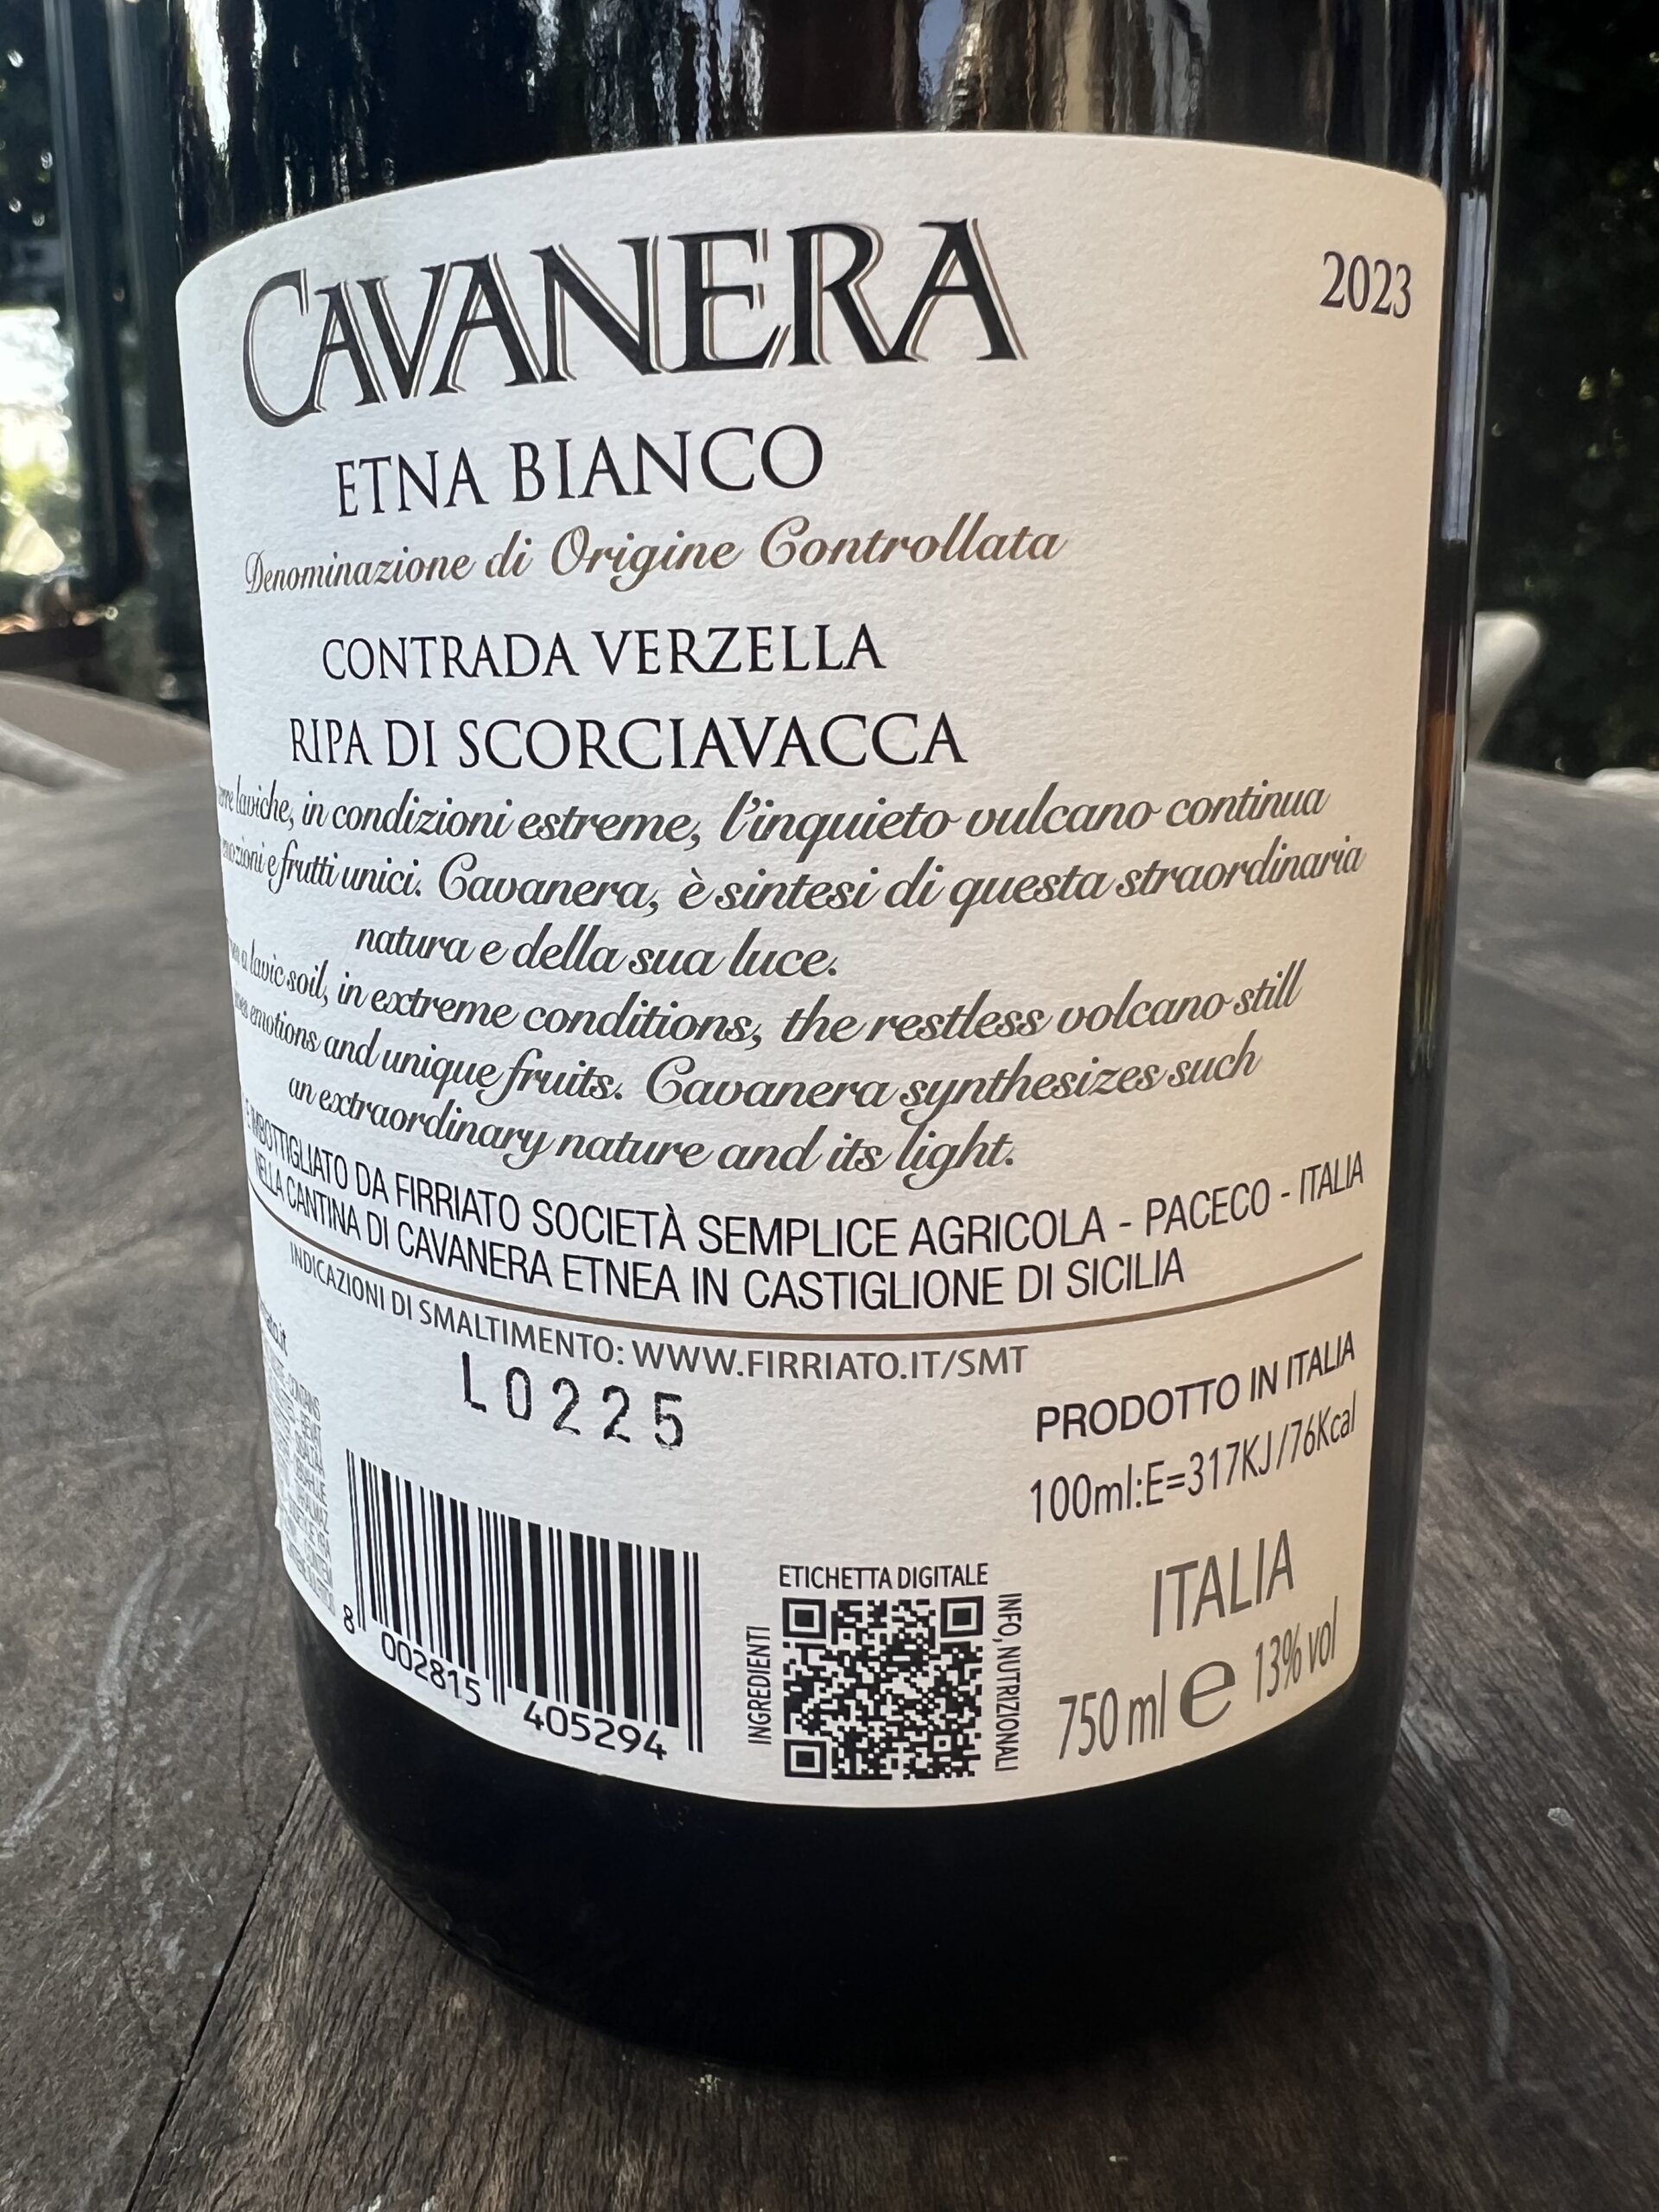 CAVANERA
2023
ETNA BIANCO
Denominazione di Origine Controllata
CONTRADA VERZELLA
RIPA DI SCORCIAVACCA
laviche, in condizioni estreme, l'inquieto vulcano continua
e frutti unici. Cavanera, è sintesi di questa straordinaria
natura e della sua luce.
a lavic soil, in extreme conditions, the restless volcano still
emotions and unique fruits. Cavanera synthesizes such
an extraordinary nature and its light.
E IMBOTTIGLIATO DA FIRRIATO SOCIETÀ SEMPLICE AGRICOLA - PACECO - ITALIA
NELLA CANTINA DI CAVANERA ETNEA IN CASTIGLIONE DI SICILIA
INDICAZIONI DI SMALTIMENTO: WWW.FIRRIATO.IT/SMT
L0225
PRODOTTO IN ITALIA
100ml:E=317KJ/76Kcal
ITALIA
750 ml e 13% vol
ETICHETTA DIGITALE
INGREDIENTI
INFO, NUTRIZIONALI
8 002815 405294